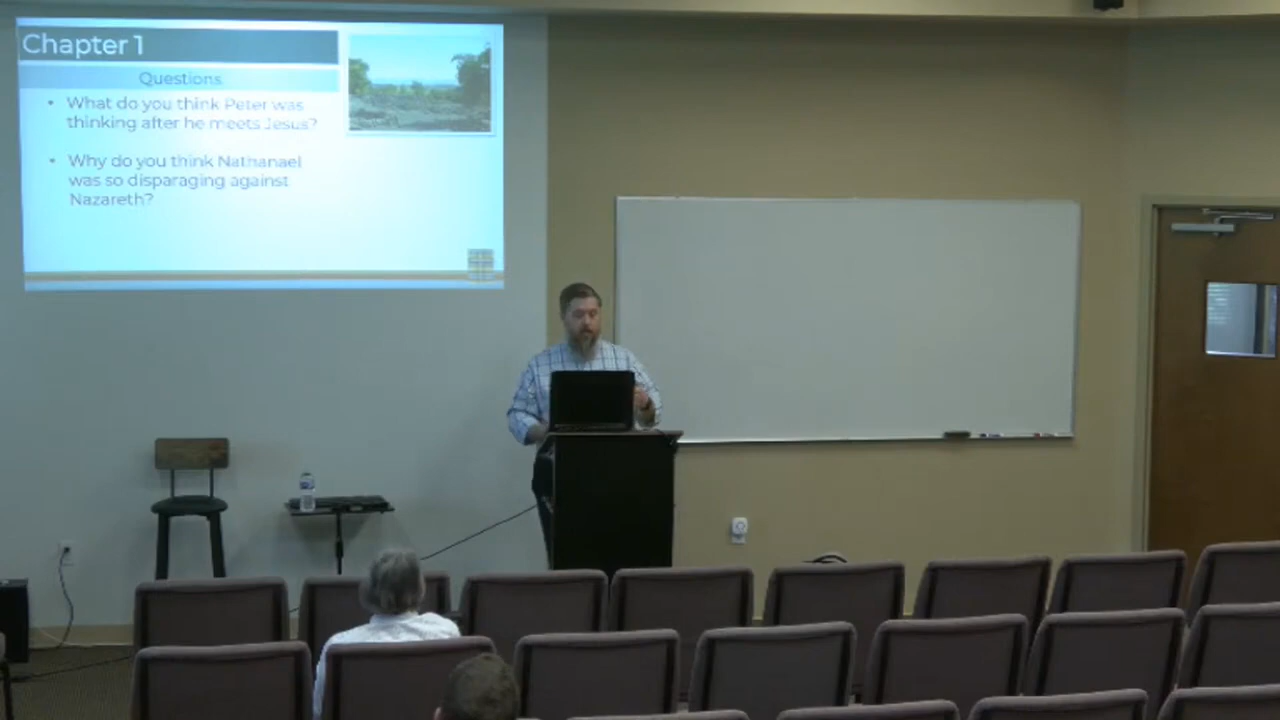 Chapter 1
Questions
• What do you think Peter was
thinking after he meets Jesus?
• Why do you think Nathanael
was so disparaging against
Nazareth?